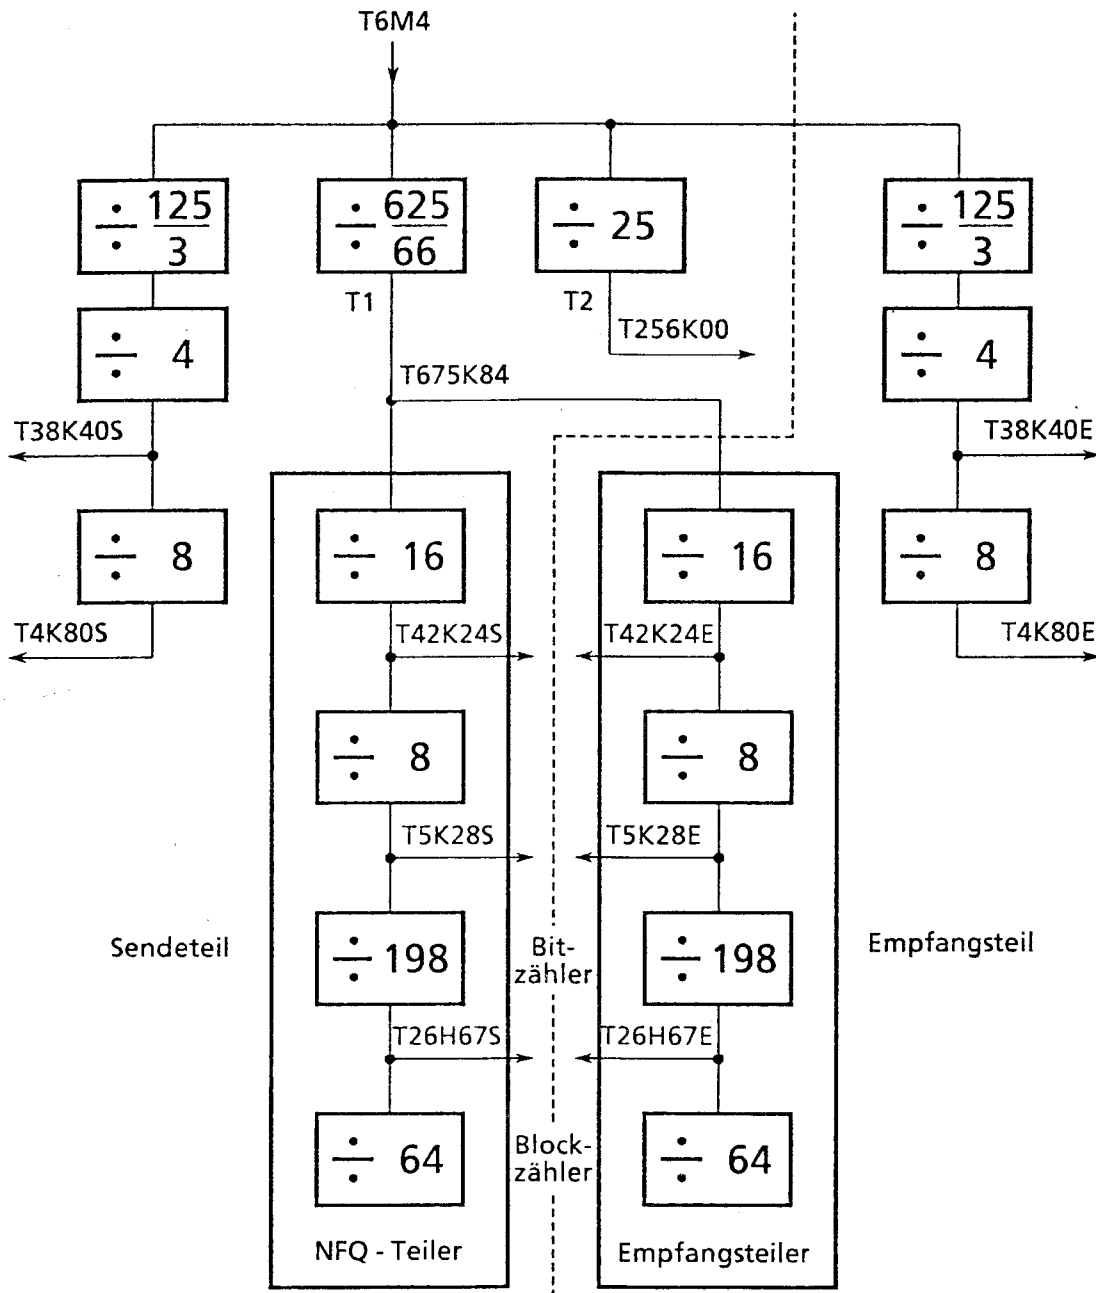 T6M4
÷ 125/3
÷ 625/66
÷ 25
÷ 125/3
T1
T2
T256K00
÷ 4
÷ 4
T675K84
T38K40S
T38K40E
÷ 8
÷ 16
÷ 16
÷ 8
T4K80S
T42K24S
T42K24E
T4K80E
÷ 8
÷ 8
T5K28S
T5K28E
Sendeteil
÷ 198
Bit-
zähler
÷ 198
Empfangsteil
T26H67S
T26H67E
÷ 64
Block-
zähler
÷ 64
NFQ - Teiler
Empfangsteiler